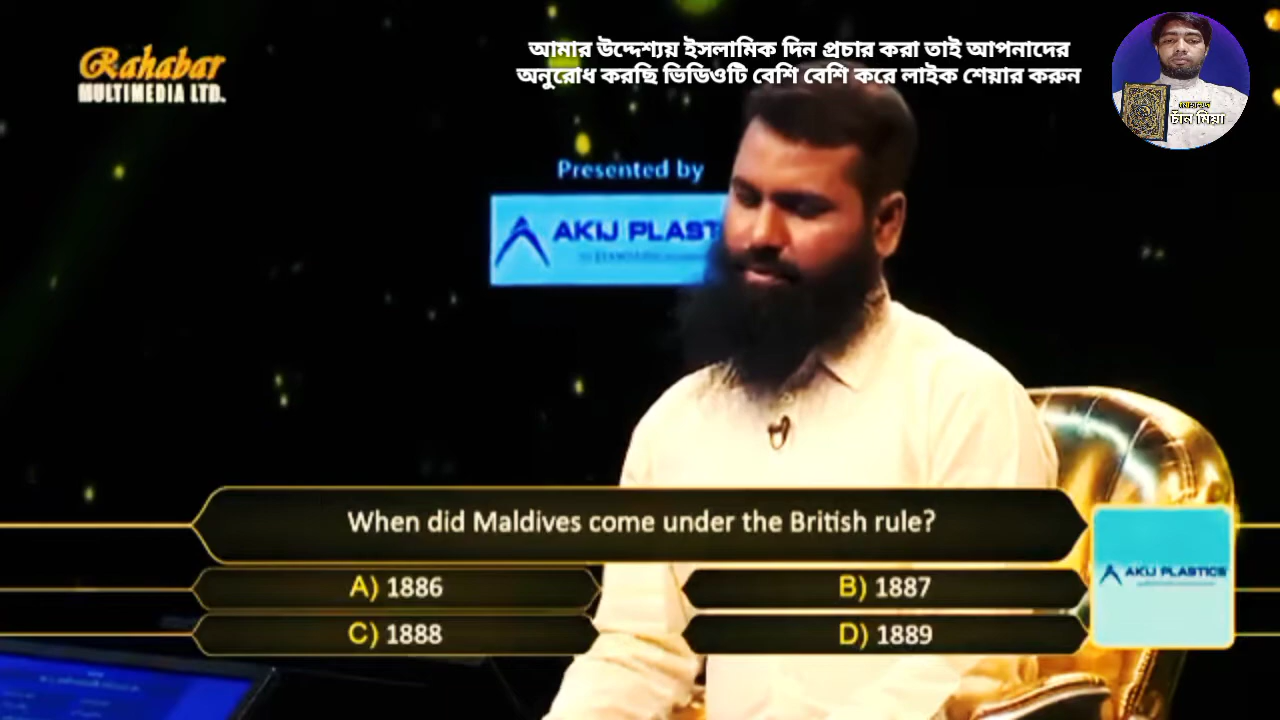 Rahabar
MULTIMEDIA LTD.
আমার উদ্দেশ্যয় ইসলামিক দিন প্রচার করা তাই আপনাদের
অনুরোধ করছি ভিডিওটি বেশি বেশি করে লাইক শেয়ার করুন
মোহাম্মদ
চাঁন মিয়া
Presented by
AKIJ PLAST
When did Maldives come under the British rule?
A) 1886
B) 1887
C) 1888
D) 1889
AKIJ PLASTICS